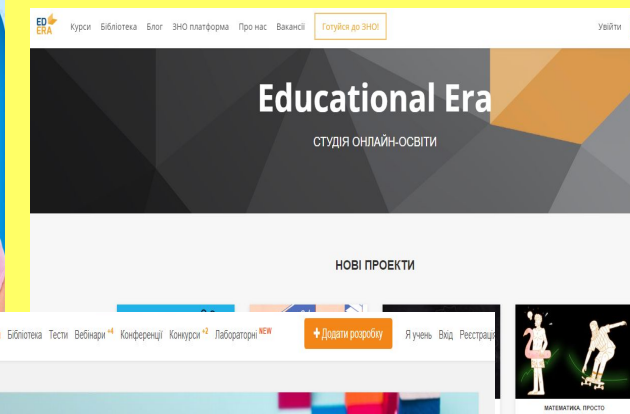 ED
ERA
Курси Бібліотека Блог ЗНО платформа Про нас Вакансії Готуйся до ЗНО! Увійти
Educational Era
СТУДІЯ ОНЛАЙН-ОСВІТИ
НОВІ ПРОЕКТИ
Бібліотека Тести Вебінари +4 Конференції Конкурси +2 Лабораторні NEW + Додати розробку Я учень Вхід Реєстрація
МАТЕМАТИКА. ПРОСТО